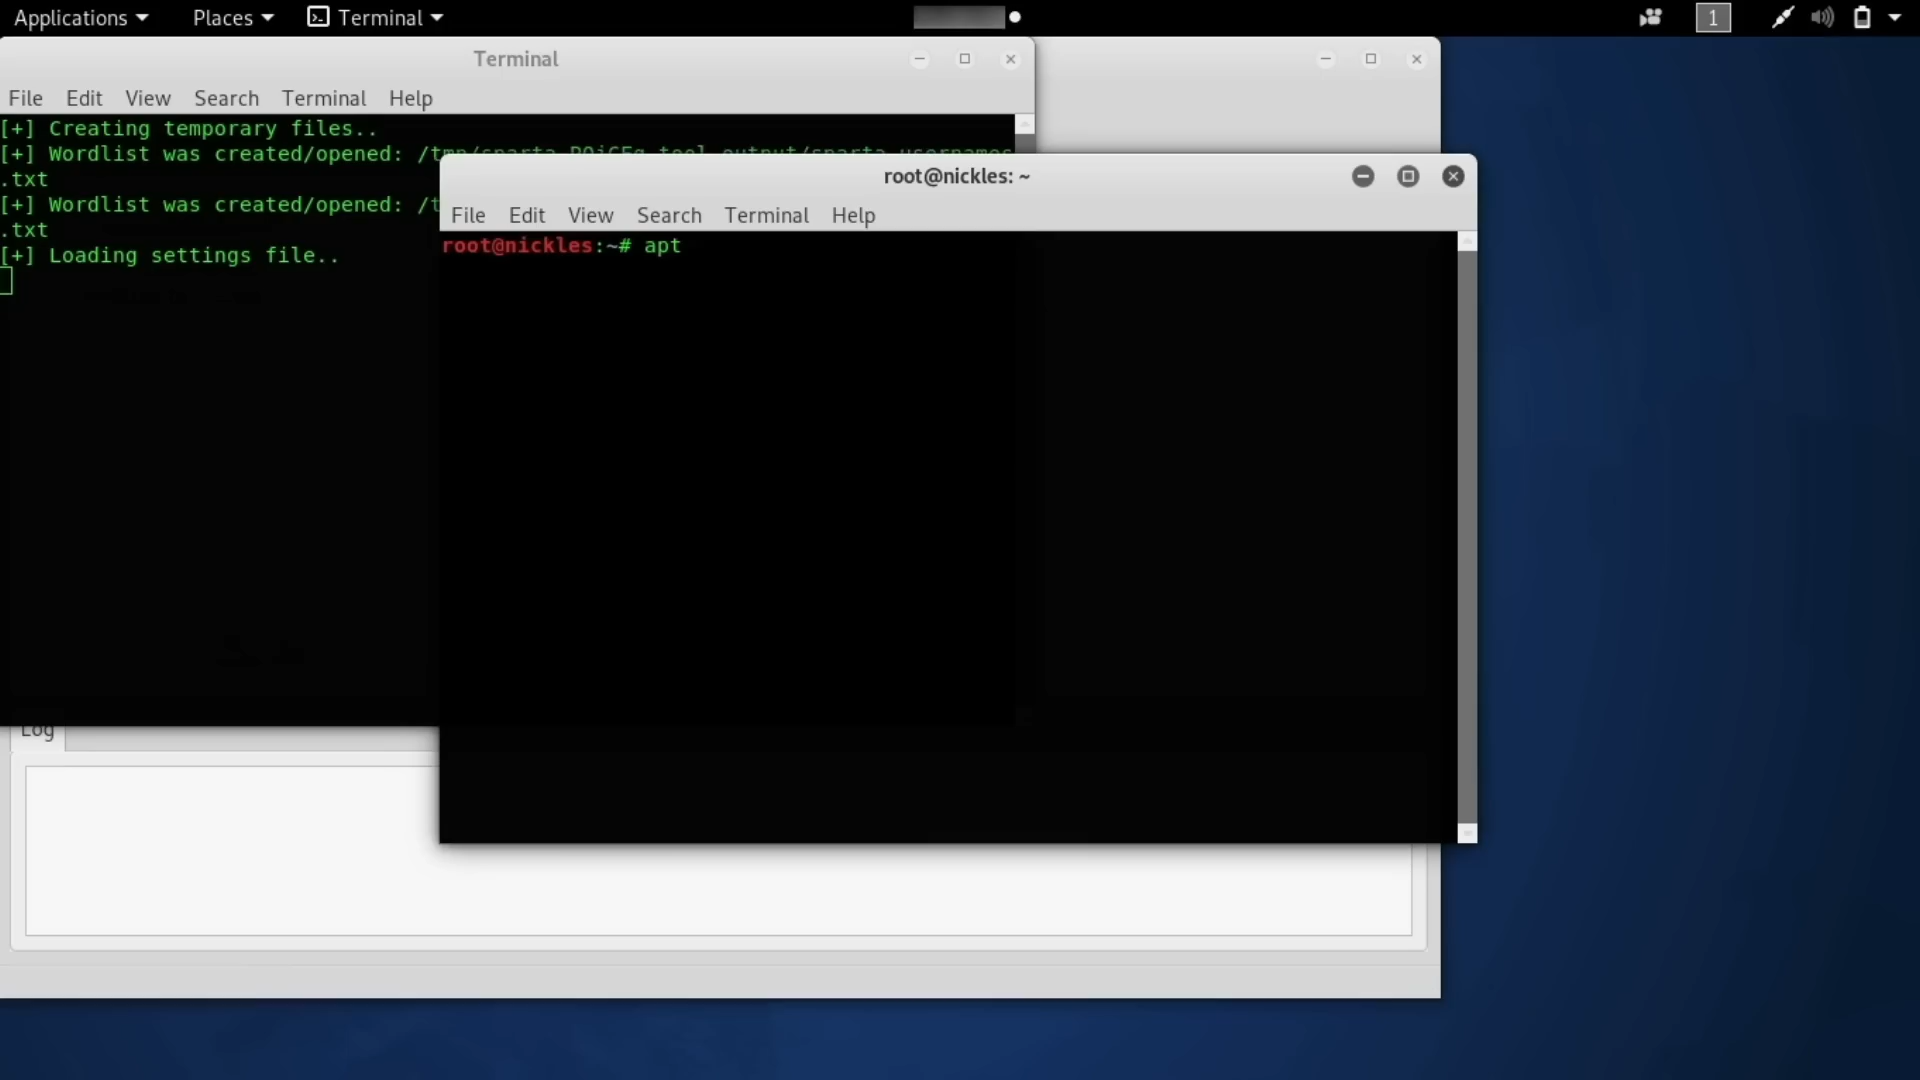 Applications Places Terminal 1
Terminal
File Edit View Search Terminal Help
[+] Creating temporary files..
[+] Wordlist was created/opened:
.txt
[+] Wordlist was created/opened: /t
.txt
[+] Loading settings file..
root@nickles: ~
File Edit View Search Terminal Help
root@nickles:~# apt
Log